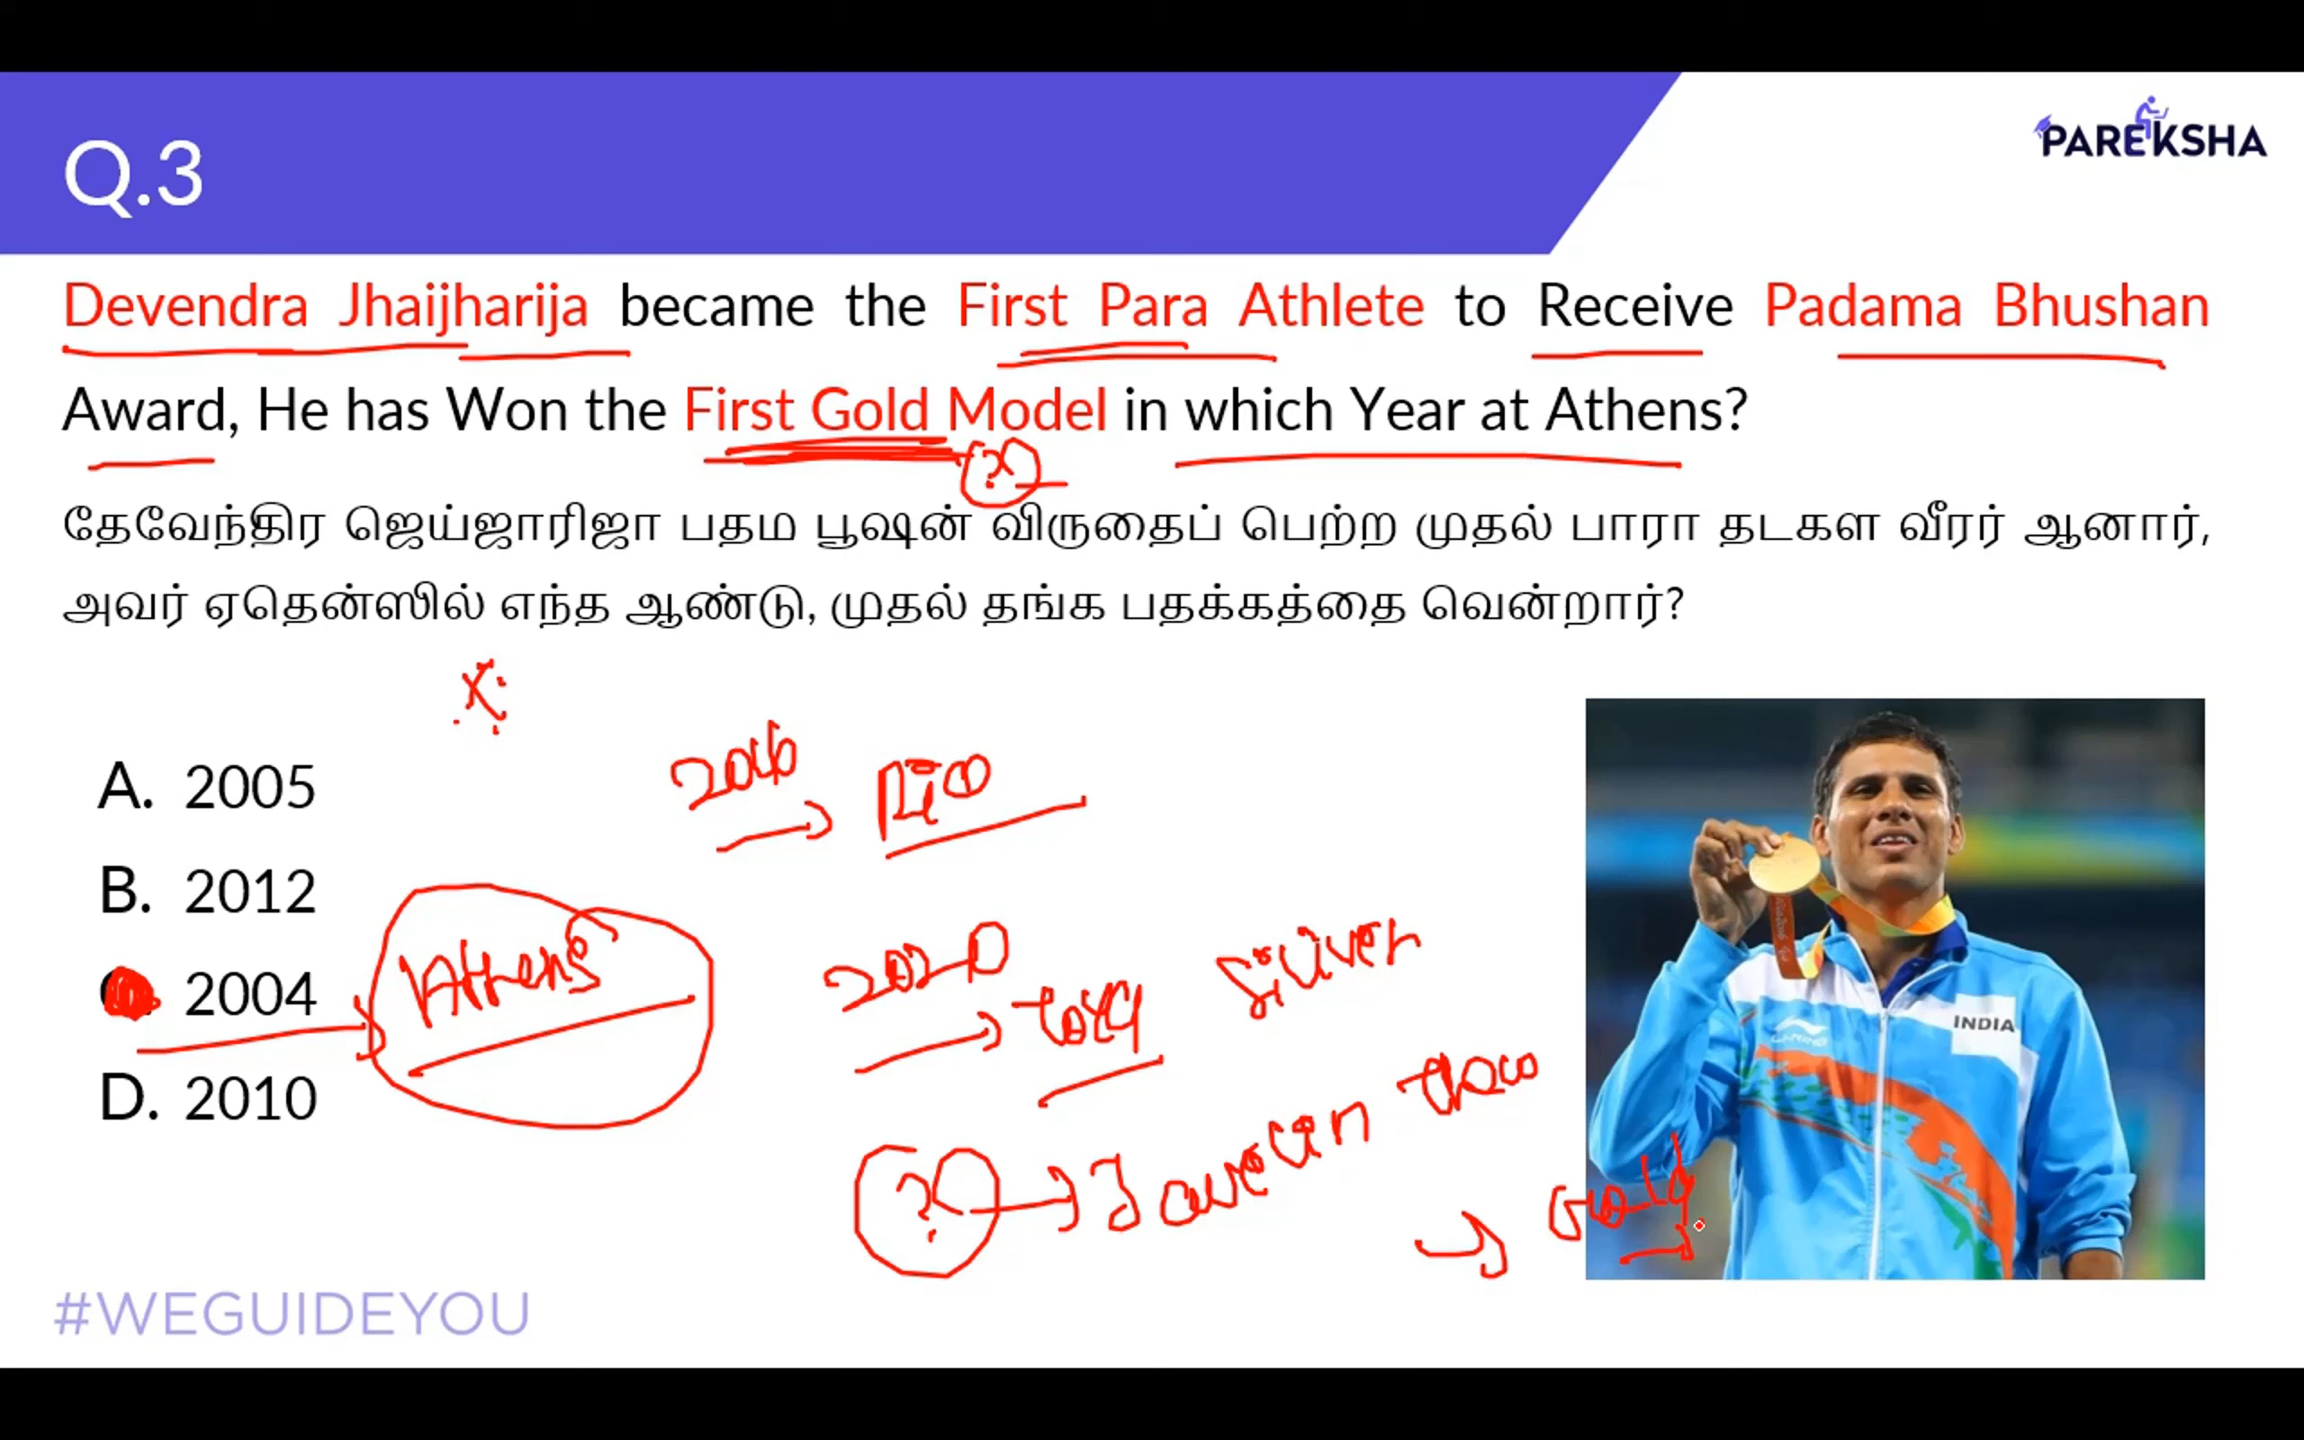 Q.3
PAREKSHA
Devendra Jhaijharija became the First Para Athlete to Receive Padama Bhushan
Award, He has Won the First Gold Model in which Year at Athens?
?
தேவேந்திர ஜெய்ஜாரிஜா பதம பூஷன் விருதைப் பெற்ற முதல் பாரா தடகள வீரர் ஆனார்,
அவர் ஏதென்ஸில் எந்த ஆண்டு, முதல் தங்க பதக்கத்தை வென்றார்?
A. 2005
2016 Rio
B. 2012
2004 Athens
2020 Silver
D. 2010
? Javelin throw
Gold
INDIA
#WEGUIDEYOU